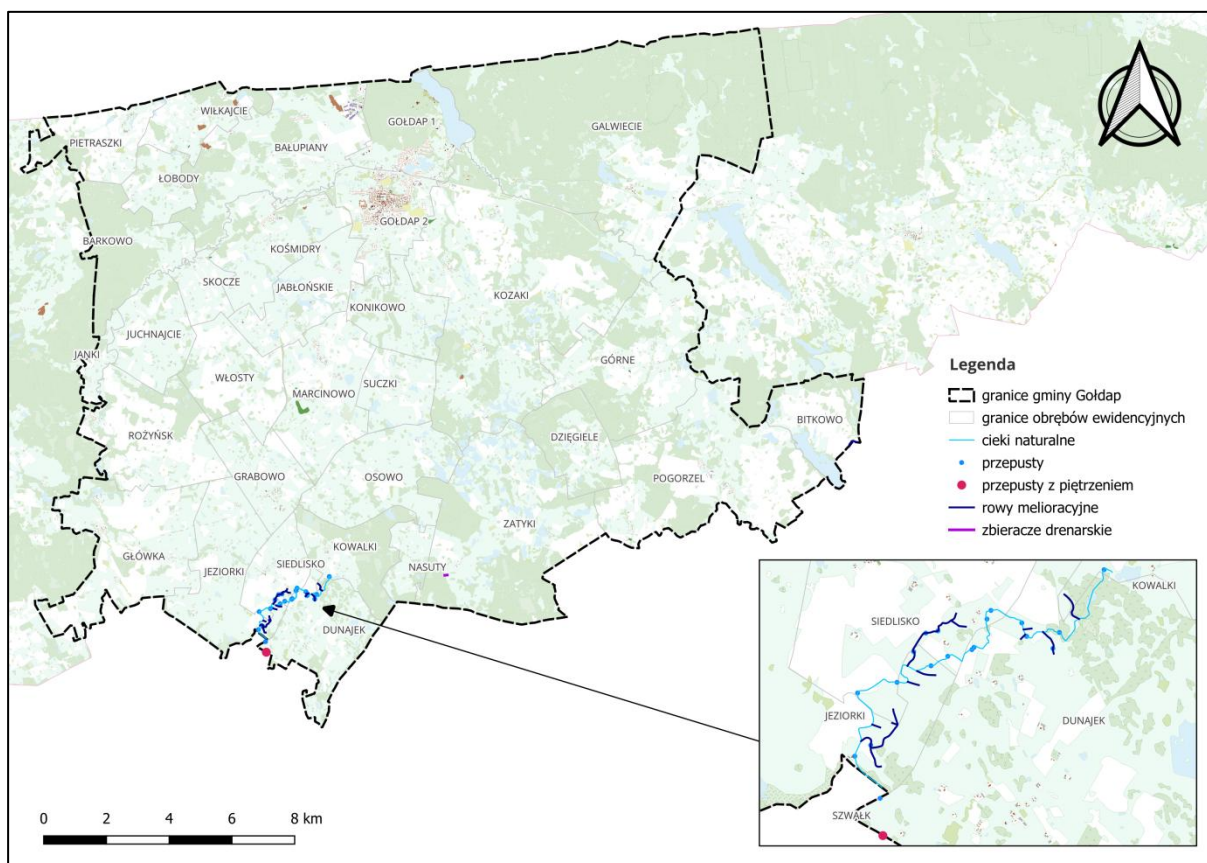 WIŁKAJCIE
GOŁDAP 1
GALWIECIE
PIETRASZKI
BAŁUPIANY
ŁOBODY
GOŁDAP 2
BARKOWO
KOŚMIDRY
SKOCZE
JABŁOŃSKIE
KOZAKI
KONIKOWO
JUCHNAJCIE
JANKI
GÓRNE
WŁOSTY
SUCZKI
MARCINOWO
BITKOWO
ROŻYŃSK
DZIĘGIELE
GRABOWO
OSOWO
POGORZEL
ZATYKI
KOWALKI
GŁÓWKA
JEZIORKI
SIEDLISKO
NASUTY
DUNAJEK
Legenda
granice gminy Gołdap
granice obrębów ewidencyjnych
cieki naturalne
przepusty
przepusty z piętrzeniem
rowy melioracyjne
zbieracze drenarskie
KOWALKI
SIEDLISKO
JEZIORKI
DUNAJEK
SZWAŁK
0 2 4 6 8 km